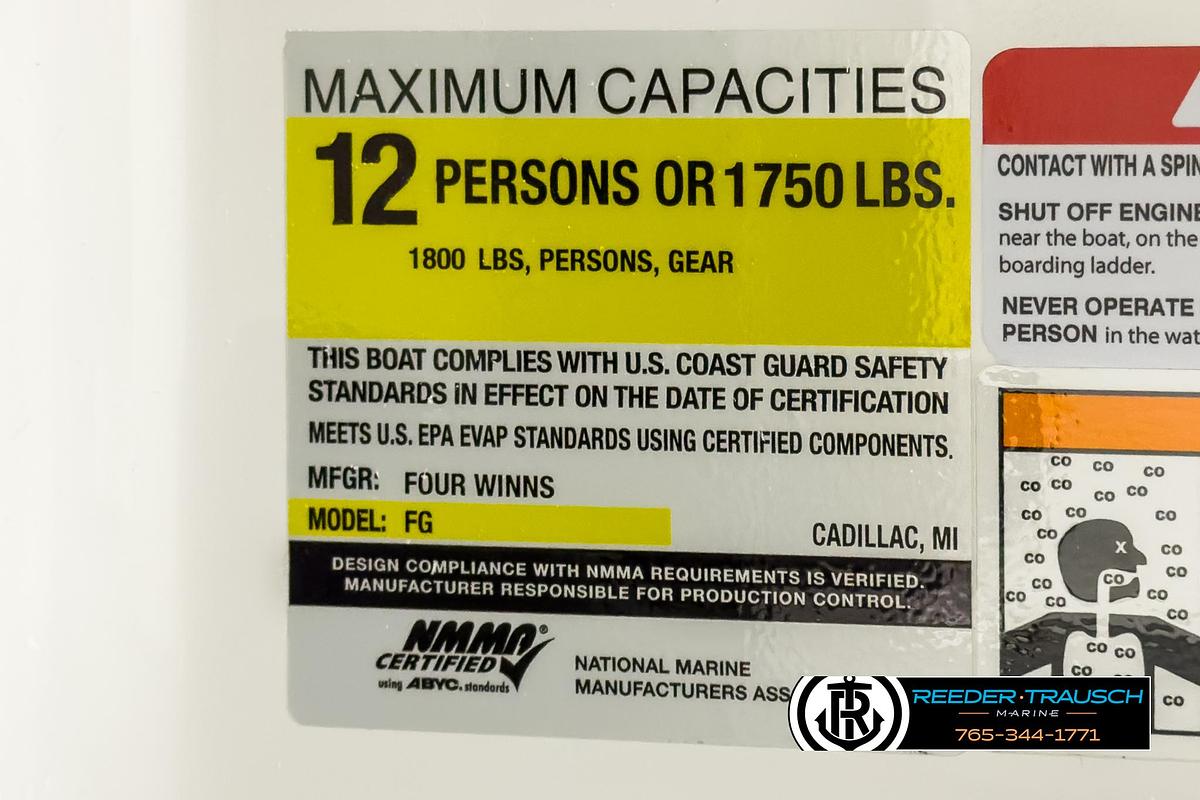 MAXIMUM CAPACITIES
12 PERSONS OR 1750 LBS.
1800 LBS, PERSONS, GEAR
THIS BOAT COMPLIES WITH U.S. COAST GUARD SAFETY
STANDARDS IN EFFECT ON THE DATE OF CERTIFICATION
MEETS U.S. EPA EVAP STANDARDS USING CERTIFIED COMPONENTS.
MFGR: FOUR WINNS
MODEL: FG
CADILLAC, MI
DESIGN COMPLIANCE WITH NMMA REQUIREMENTS IS VERIFIED.
MANUFACTURER RESPONSIBLE FOR PRODUCTION CONTROL.
NMMA®
CERTIFIED
using ABYC. standards
NATIONAL MARINE
MANUFACTURERS ASS
CONTACT WITH A SPIN
SHUT OFF ENGINE
near the boat, on the
boarding ladder.
NEVER OPERATE
PERSON in the wat
CO CO CO
CO CO CO CO
CO CO CO
CO X CO
CO CO CO
CO CO CO
CO
CO CO
CO CO
R
REEDER·TRAUSCH
MARINE
765-344-1771